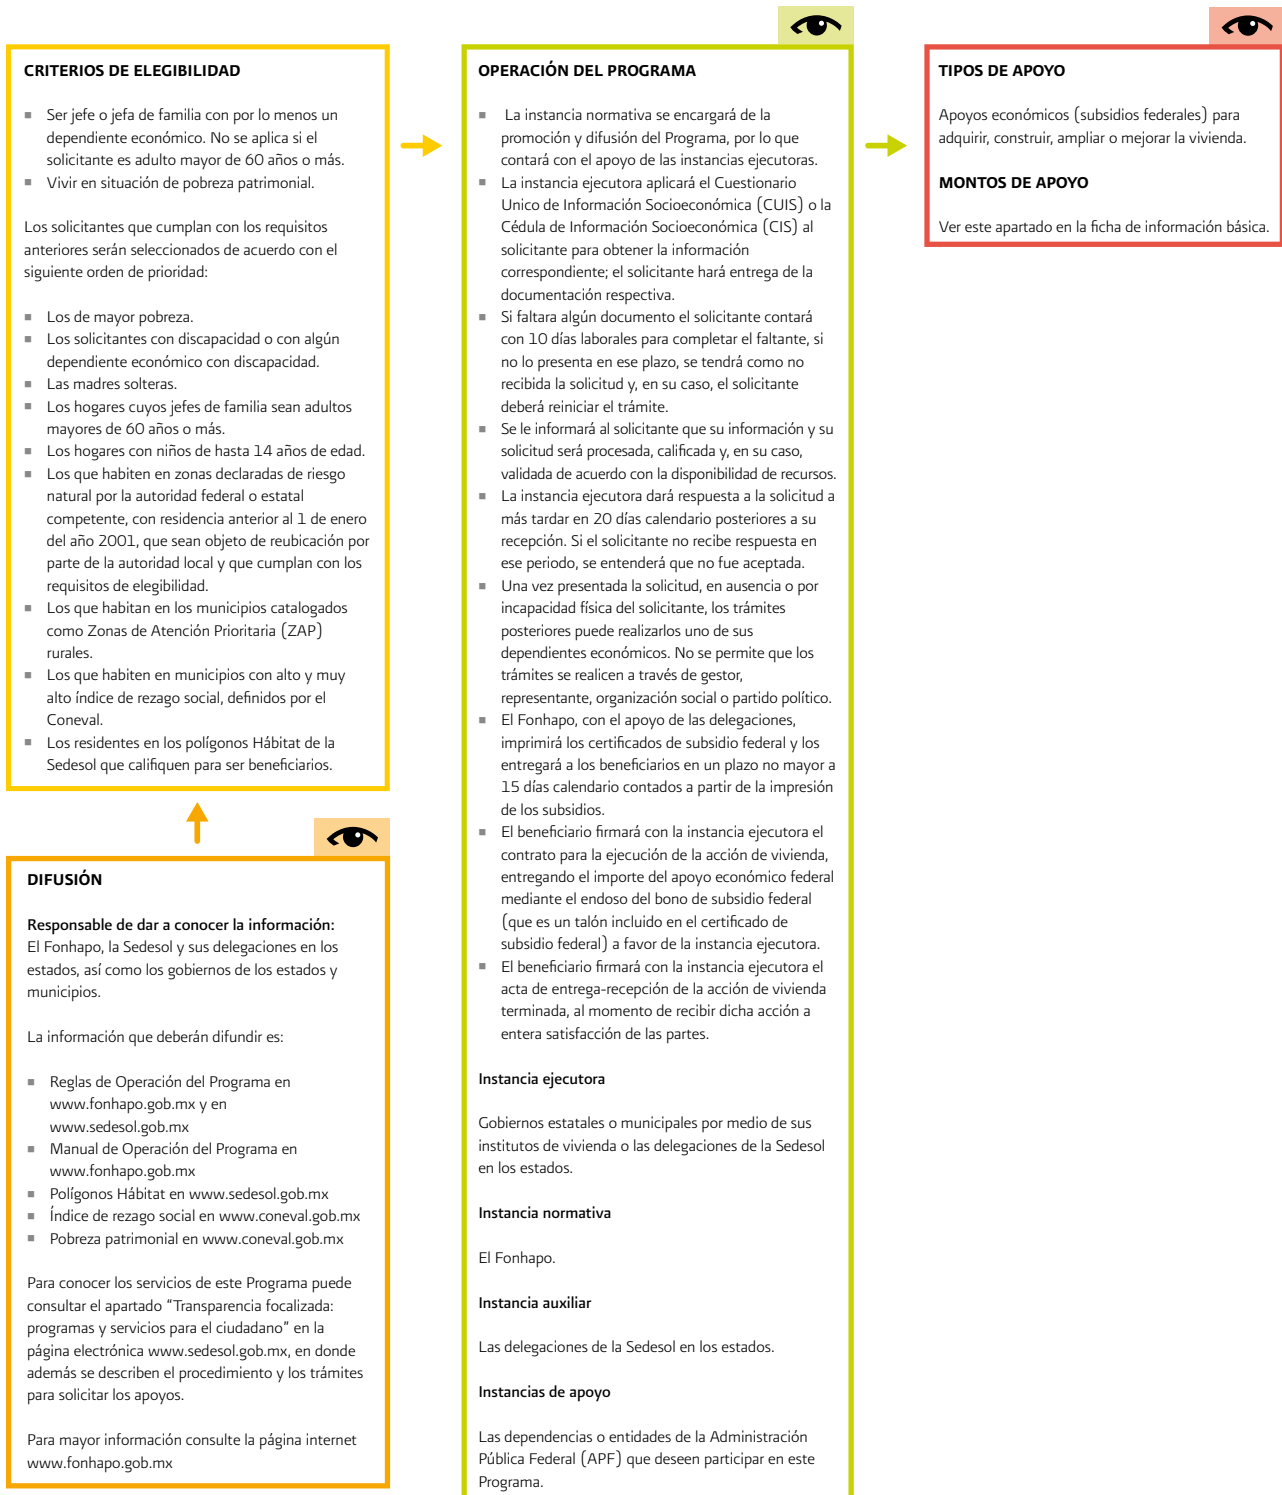 CRITERIOS DE ELEGIBILIDAD
■ Ser jefe o jefa de familia con por lo menos un
dependiente económico. No se aplica si el
solicitante es adulto mayor de 60 años o más.
■ Vivir en situación de pobreza patrimonial.
Los solicitantes que cumplan con los requisitos
anteriores serán seleccionados de acuerdo con el
siguiente orden de prioridad:
■ Los de mayor pobreza.
■ Los solicitantes con discapacidad o con algún
dependiente económico con discapacidad.
■ Las madres solteras.
■ Los hogares cuyos jefes de familia sean adultos
mayores de 60 años o más.
■ Los hogares con niños de hasta 14 años de edad.
■ Los que habiten en zonas declaradas de riesgo
natural por la autoridad federal o estatal
competente, con residencia anterior al 1 de enero
del año 2001, que sean objeto de reubicación por
parte de la autoridad local y que cumplan con los
requisitos de elegibilidad.
■ Los que habitan en los municipios catalogados
como Zonas de Atención Prioritaria (ZAP)
rurales.
■ Los que habiten en municipios con alto y muy
alto índice de rezago social, definidos por el
Coneval.
■ Los residentes en los polígonos Hábitat de la
Sedesol que califiquen para ser beneficiarios.
DIFUSIÓN
Responsable de dar a conocer la información:
El Fonhapo, la Sedesol y sus delegaciones en los
estados, así como los gobiernos de los estados y
municipios.
La información que deberán difundir es:
■ Reglas de Operación del Programa en
www.fonhapo.gob.mx y en
www.sedesol.gob.mx
■ Manual de Operación del Programa en
www.fonhapo.gob.mx
■ Polígonos Hábitat en www.sedesol.gob.mx
■ Índice de rezago social en www.coneval.gob.mx
■ Pobreza patrimonial en www.coneval.gob.mx
Para conocer los servicios de este Programa puede
consultar el apartado “Transparencia focalizada:
programas y servicios para el ciudadano” en la
página electrónica www.sedesol.gob.mx, en donde
además se describen el procedimiento y los trámites
para solicitar los apoyos.
Para mayor información consulte la página internet
www.fonhapo.gob.mx
OPERACIÓN DEL PROGRAMA
■ La instancia normativa se encargará de la
promoción y difusión del Programa, por lo que
contará con el apoyo de las instancias ejecutoras.
■ La instancia ejecutora aplicará el Cuestionario
Unico de Información Socioeconómica (CUIS) o la
Cédula de Información Socioeconómica (CIS) al
solicitante para obtener la información
correspondiente; el solicitante hará entrega de la
documentación respectiva.
■ Si faltara algún documento el solicitante contará
con 10 días laborales para completar el faltante, si
no lo presenta en ese plazo, se tendrá como no
recibida la solicitud y, en su caso, el solicitante
deberá reiniciar el trámite.
■ Se le informará al solicitante que su información y su
solicitud será procesada, calificada y, en su caso,
validada de acuerdo con la disponibilidad de recursos.
■ La instancia ejecutora dará respuesta a la solicitud a
más tardar en 20 días calendario posteriores a su
recepción. Si el solicitante no recibe respuesta en
ese periodo, se entenderá que no fue aceptada.
■ Una vez presentada la solicitud, en ausencia o por
incapacidad física del solicitante, los trámites
posteriores puede realizarlos uno de sus
dependientes económicos. No se permite que los
trámites se realicen a través de gestor,
representante, organización social o partido político.
■ El Fonhapo, con el apoyo de las delegaciones,
imprimirá los certificados de subsidio federal y los
entregará a los beneficiarios en un plazo no mayor a
15 días calendario contados a partir de la impresión
de los subsidios.
■ El beneficiario firmará con la instancia ejecutora el
contrato para la ejecución de la acción de vivienda,
entregando el importe del apoyo económico federal
mediante el endoso del bono de subsidio federal
(que es un talón incluido en el certificado de
subsidio federal) a favor de la instancia ejecutora.
■ El beneficiario firmará con la instancia ejecutora el
acta de entrega-recepción de la acción de vivienda
terminada, al momento de recibir dicha acción a
entera satisfacción de las partes.
Instancia ejecutora
Gobiernos estatales o municipales por medio de sus
institutos de vivienda o las delegaciones de la Sedesol
en los estados.
Instancia normativa
El Fonhapo.
Instancia auxiliar
Las delegaciones de la Sedesol en los estados.
Instancias de apoyo
Las dependencias o entidades de la Administración
Pública Federal (APF) que deseen participar en este
Programa.
TIPOS DE APOYO
Apoyos económicos (subsidios federales) para
adquirir, construir, ampliar o mejorar la vivienda.
MONTOS DE APOYO
Ver este apartado en la ficha de información básica.